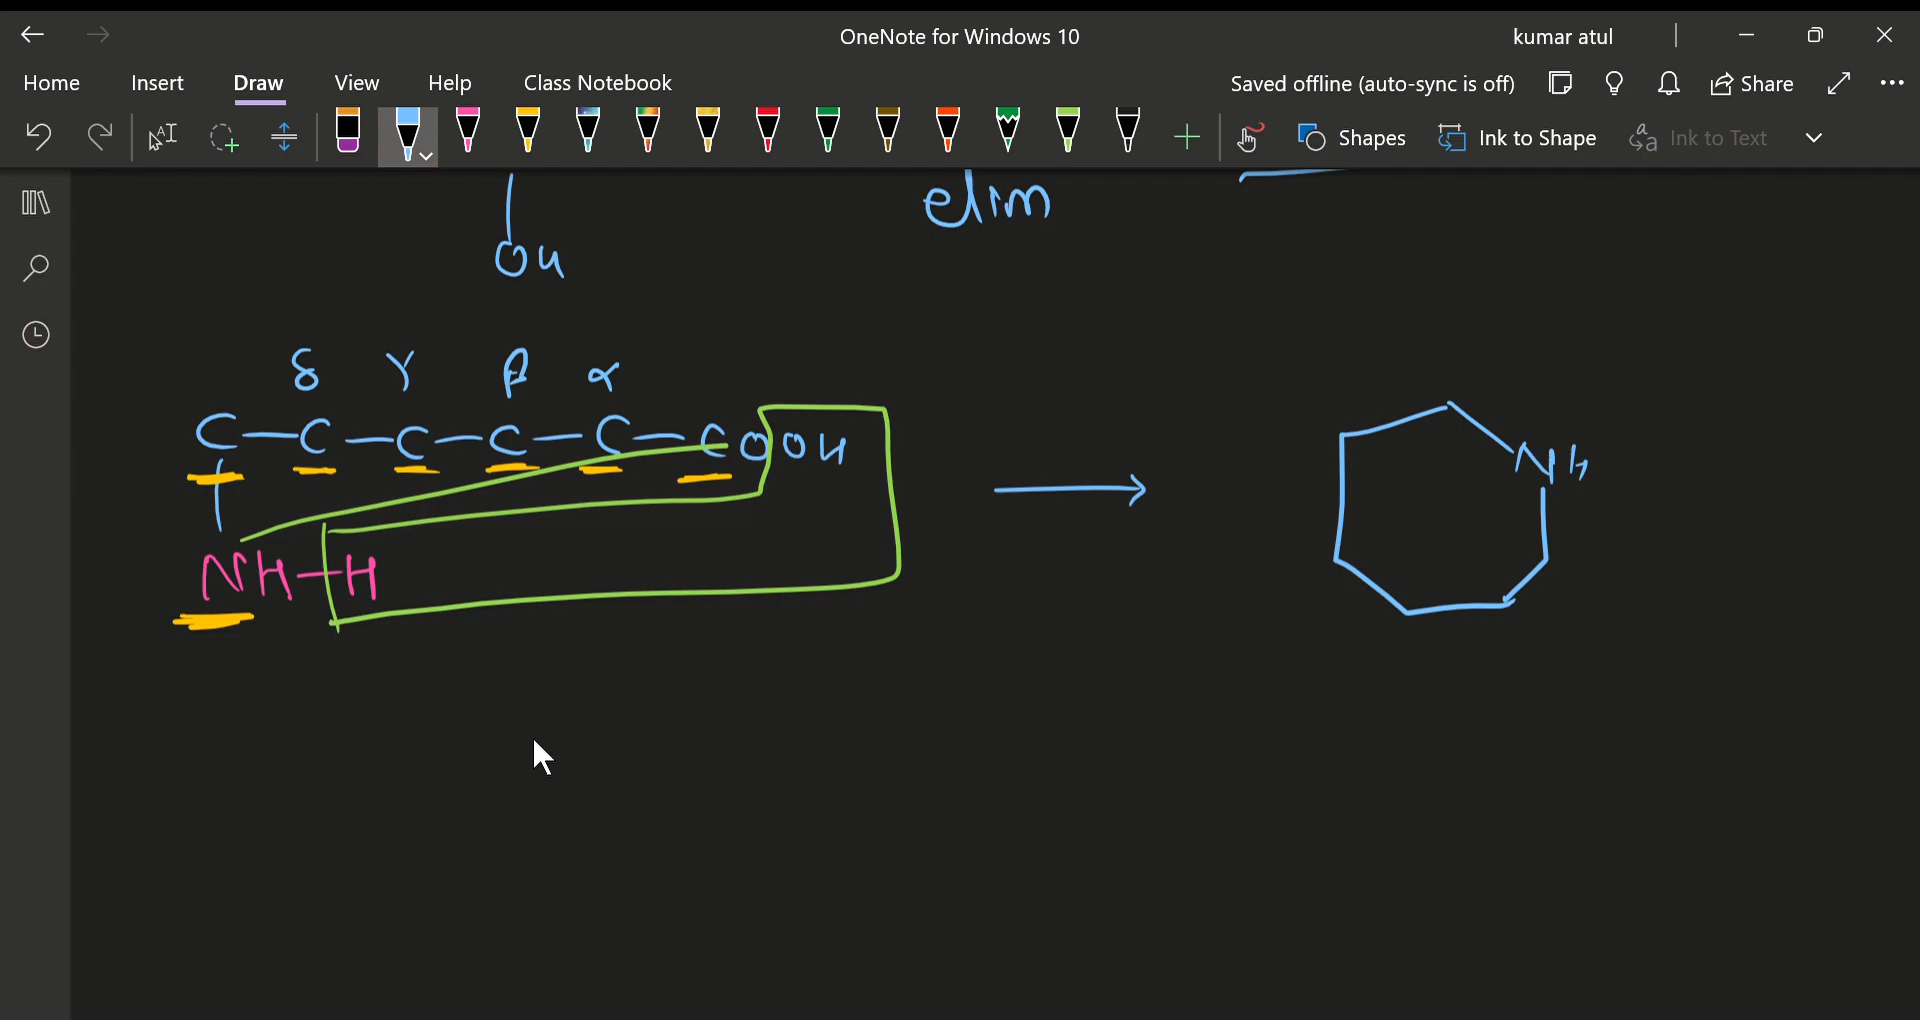 OneNote for Windows 10
kumar atul
Home Insert Draw View Help Class Notebook
Saved offline (auto-sync is off) Share
Shapes Ink to Shape Ink to Text
elim
OH
δ γ β α
C—C—C—C—C—COOH
NH—H
NH